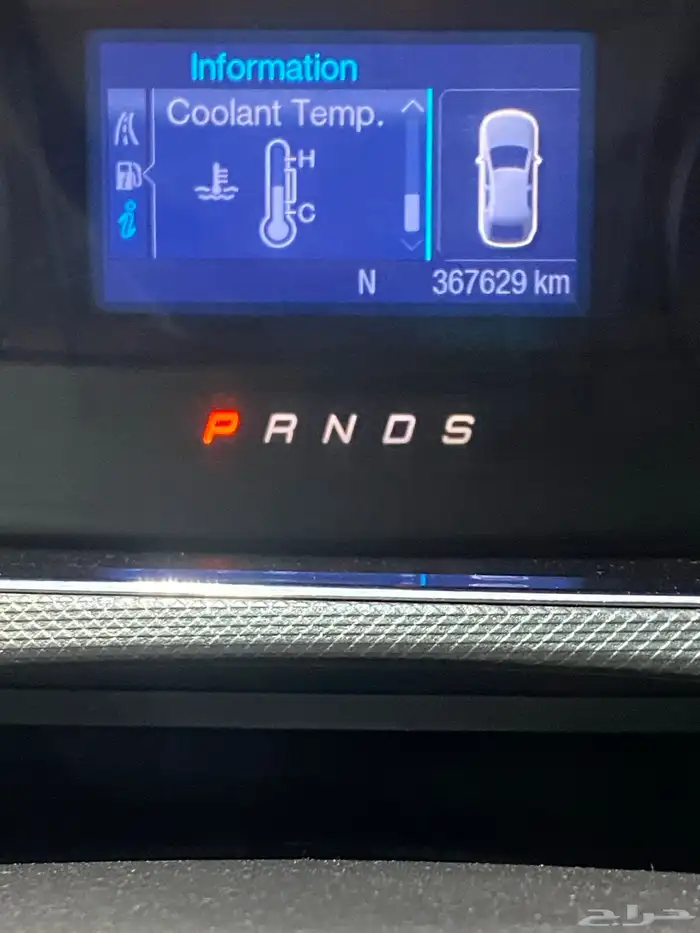 Information
Coolant Temp.
H
C
N 367629 km
P R N D S
حراج